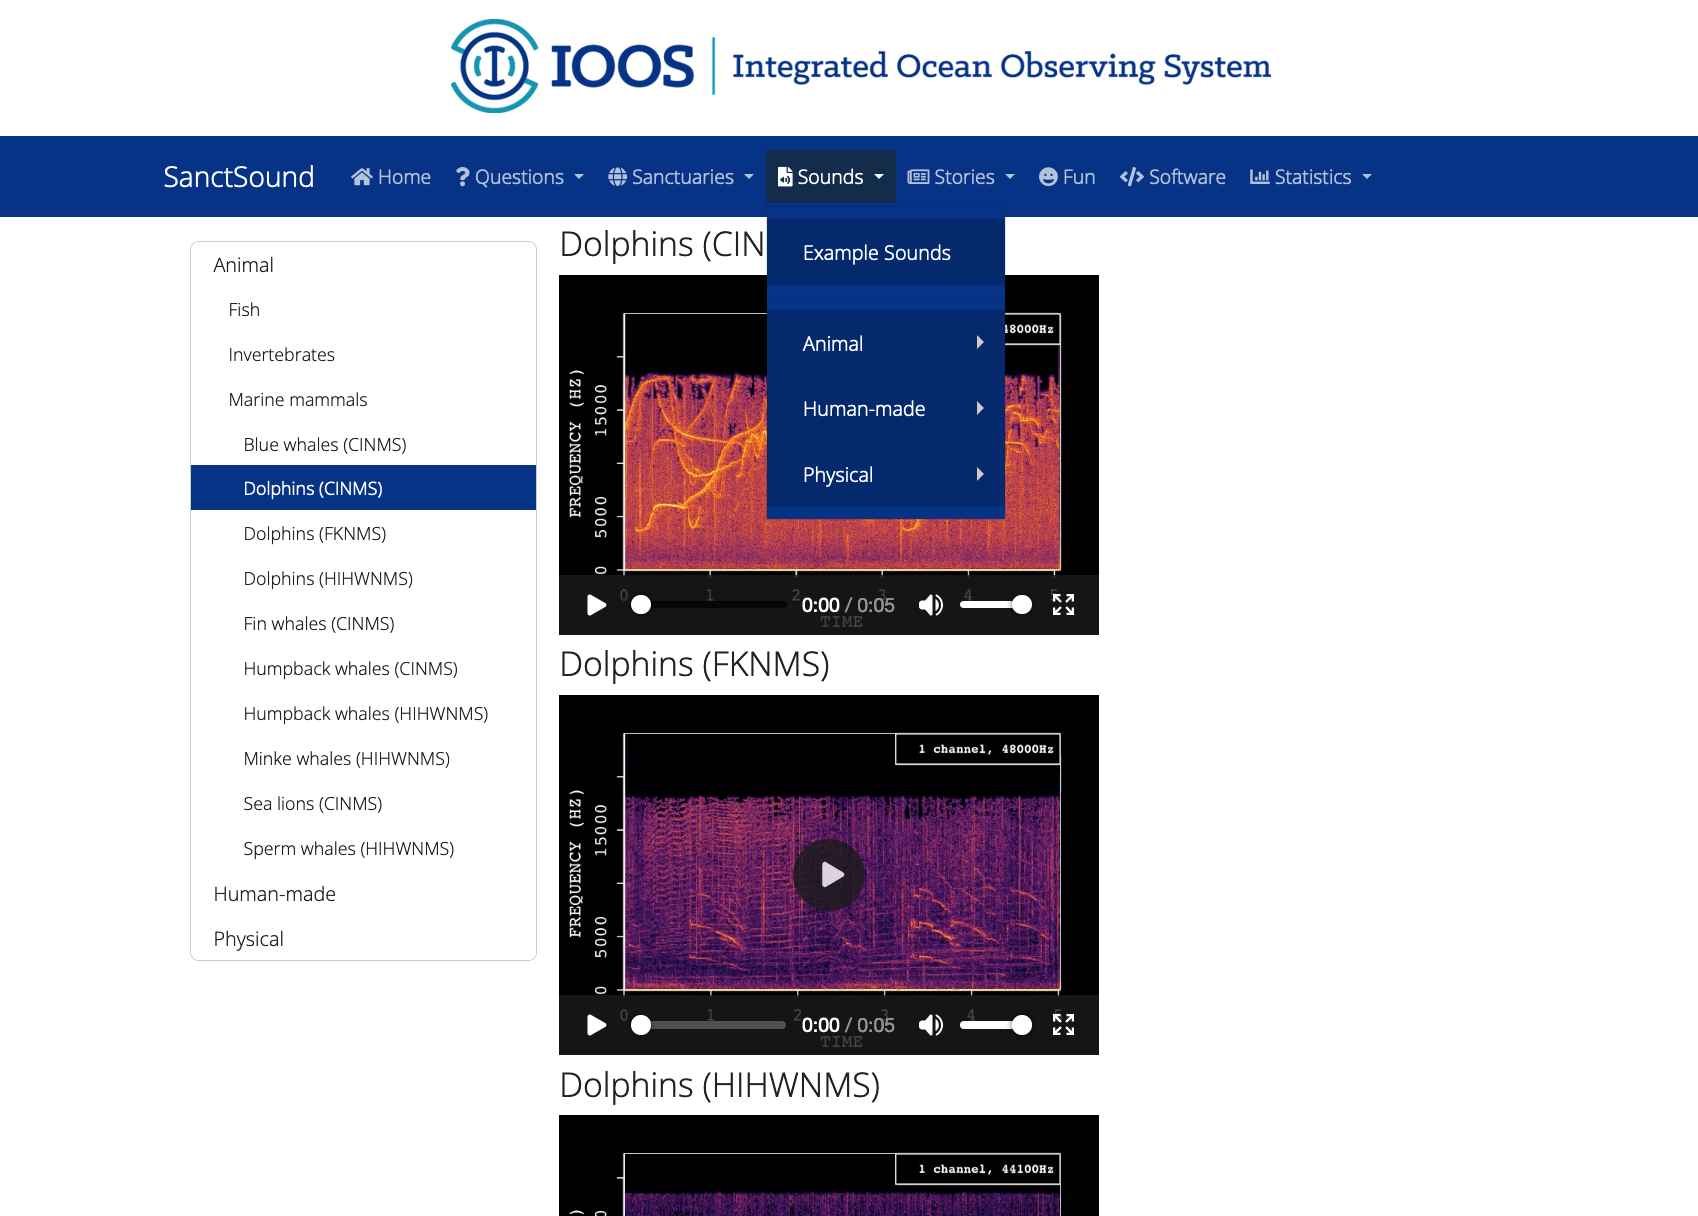 IOOS | Integrated Ocean Observing System
SanctSound Home Questions Sanctuaries Sounds Stories Fun Software Statistics
Animal
Fish
Invertebrates
Marine mammals
Blue whales (CINMS)
Dolphins (CINMS)
Dolphins (FKNMS)
Dolphins (HIHWNMS)
Fin whales (CINMS)
Humpback whales (CINMS)
Humpback whales (HIHWNMS)
Minke whales (HIHWNMS)
Sea lions (CINMS)
Sperm whales (HIHWNMS)
Human-made
Physical
Example Sounds
Animal
Human-made
Physical
Dolphins (CIN
48000Hz
FREQUENCY (HZ)
15000
5000
0
0 1 2 3 4 5
0:00 / 0:05
TIME
Dolphins (FKNMS)
1 channel, 48000Hz
FREQUENCY (HZ)
15000
5000
0
0 1 2 3 4 5
0:00 / 0:05
TIME
Dolphins (HIHWNMS)
1 channel, 44100Hz